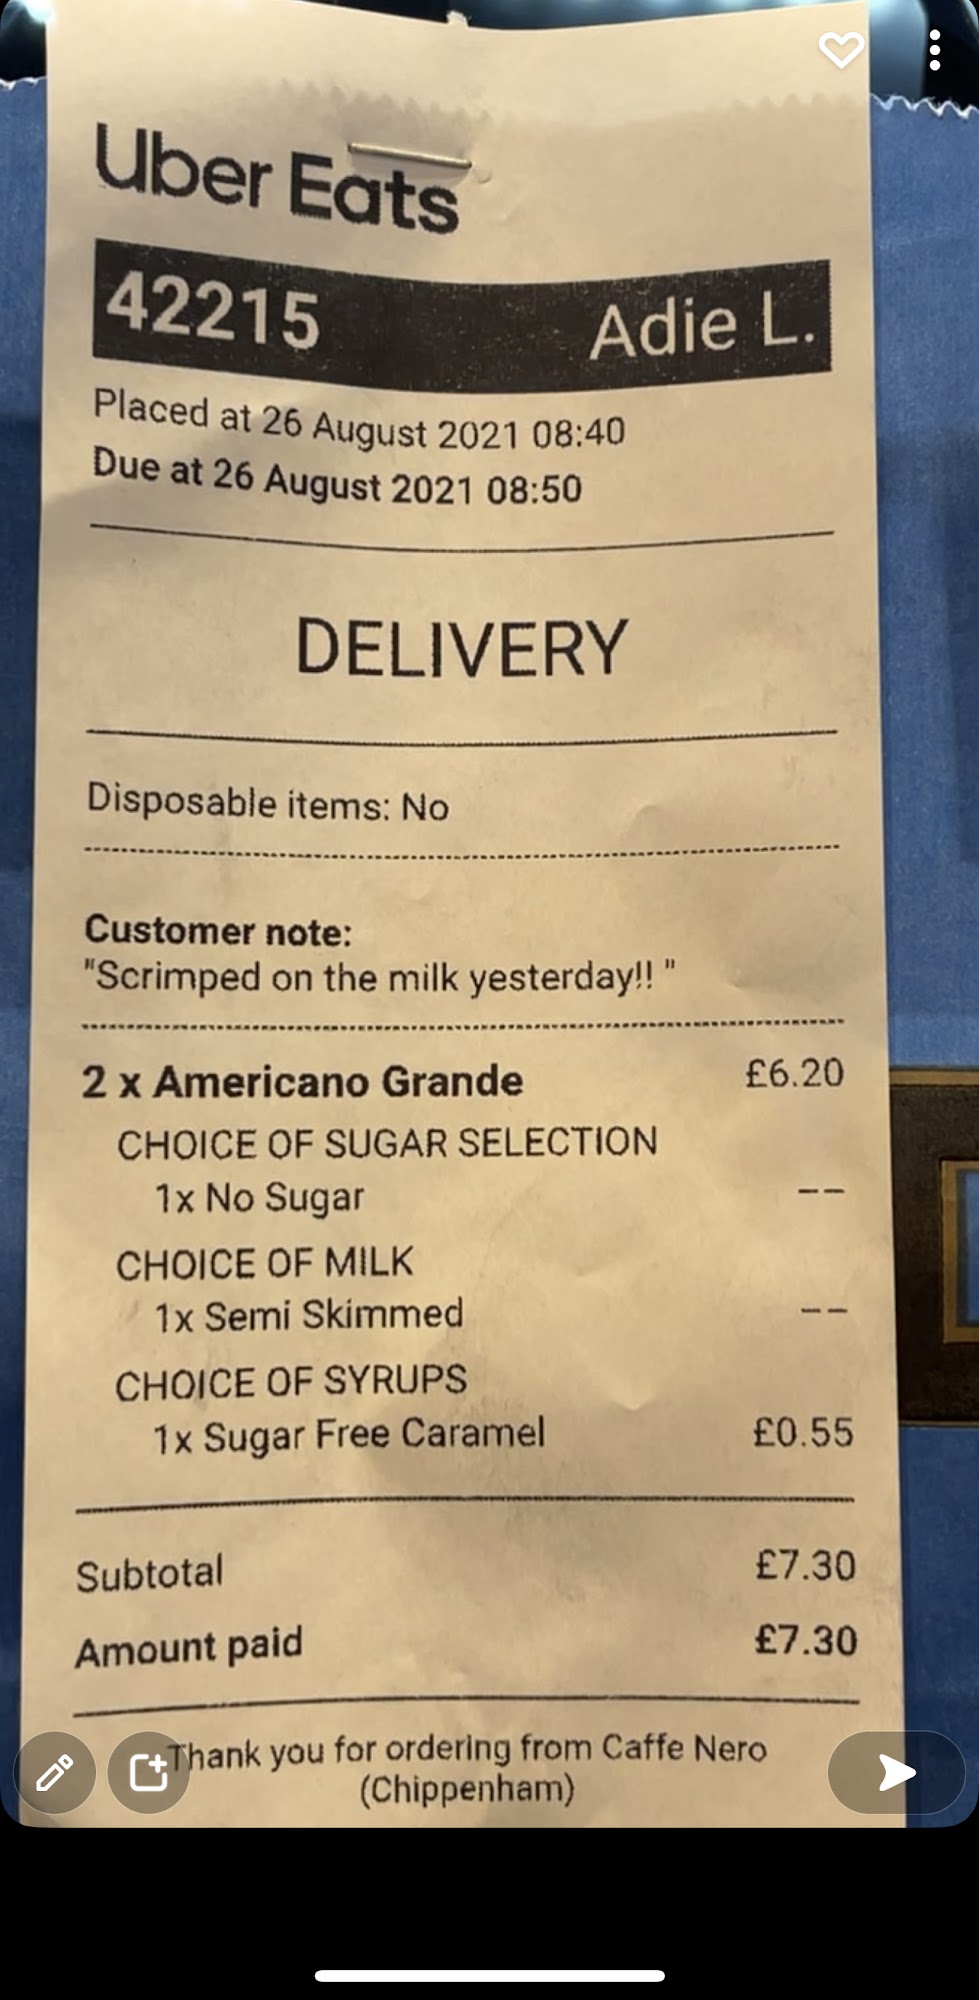 Uber Eats
42215 Adie L.
Placed at 26 August 2021 08:40
Due at 26 August 2021 08:50
DELIVERY
Disposable items: No
Customer note:
"Scrimped on the milk yesterday!! "
2 x Americano Grande £6.20
CHOICE OF SUGAR SELECTION
1x No Sugar --
CHOICE OF MILK
1x Semi Skimmed --
CHOICE OF SYRUPS
1x Sugar Free Caramel £0.55
Subtotal £7.30
Amount paid £7.30
Thank you for ordering from Caffe Nero
(Chippenham)